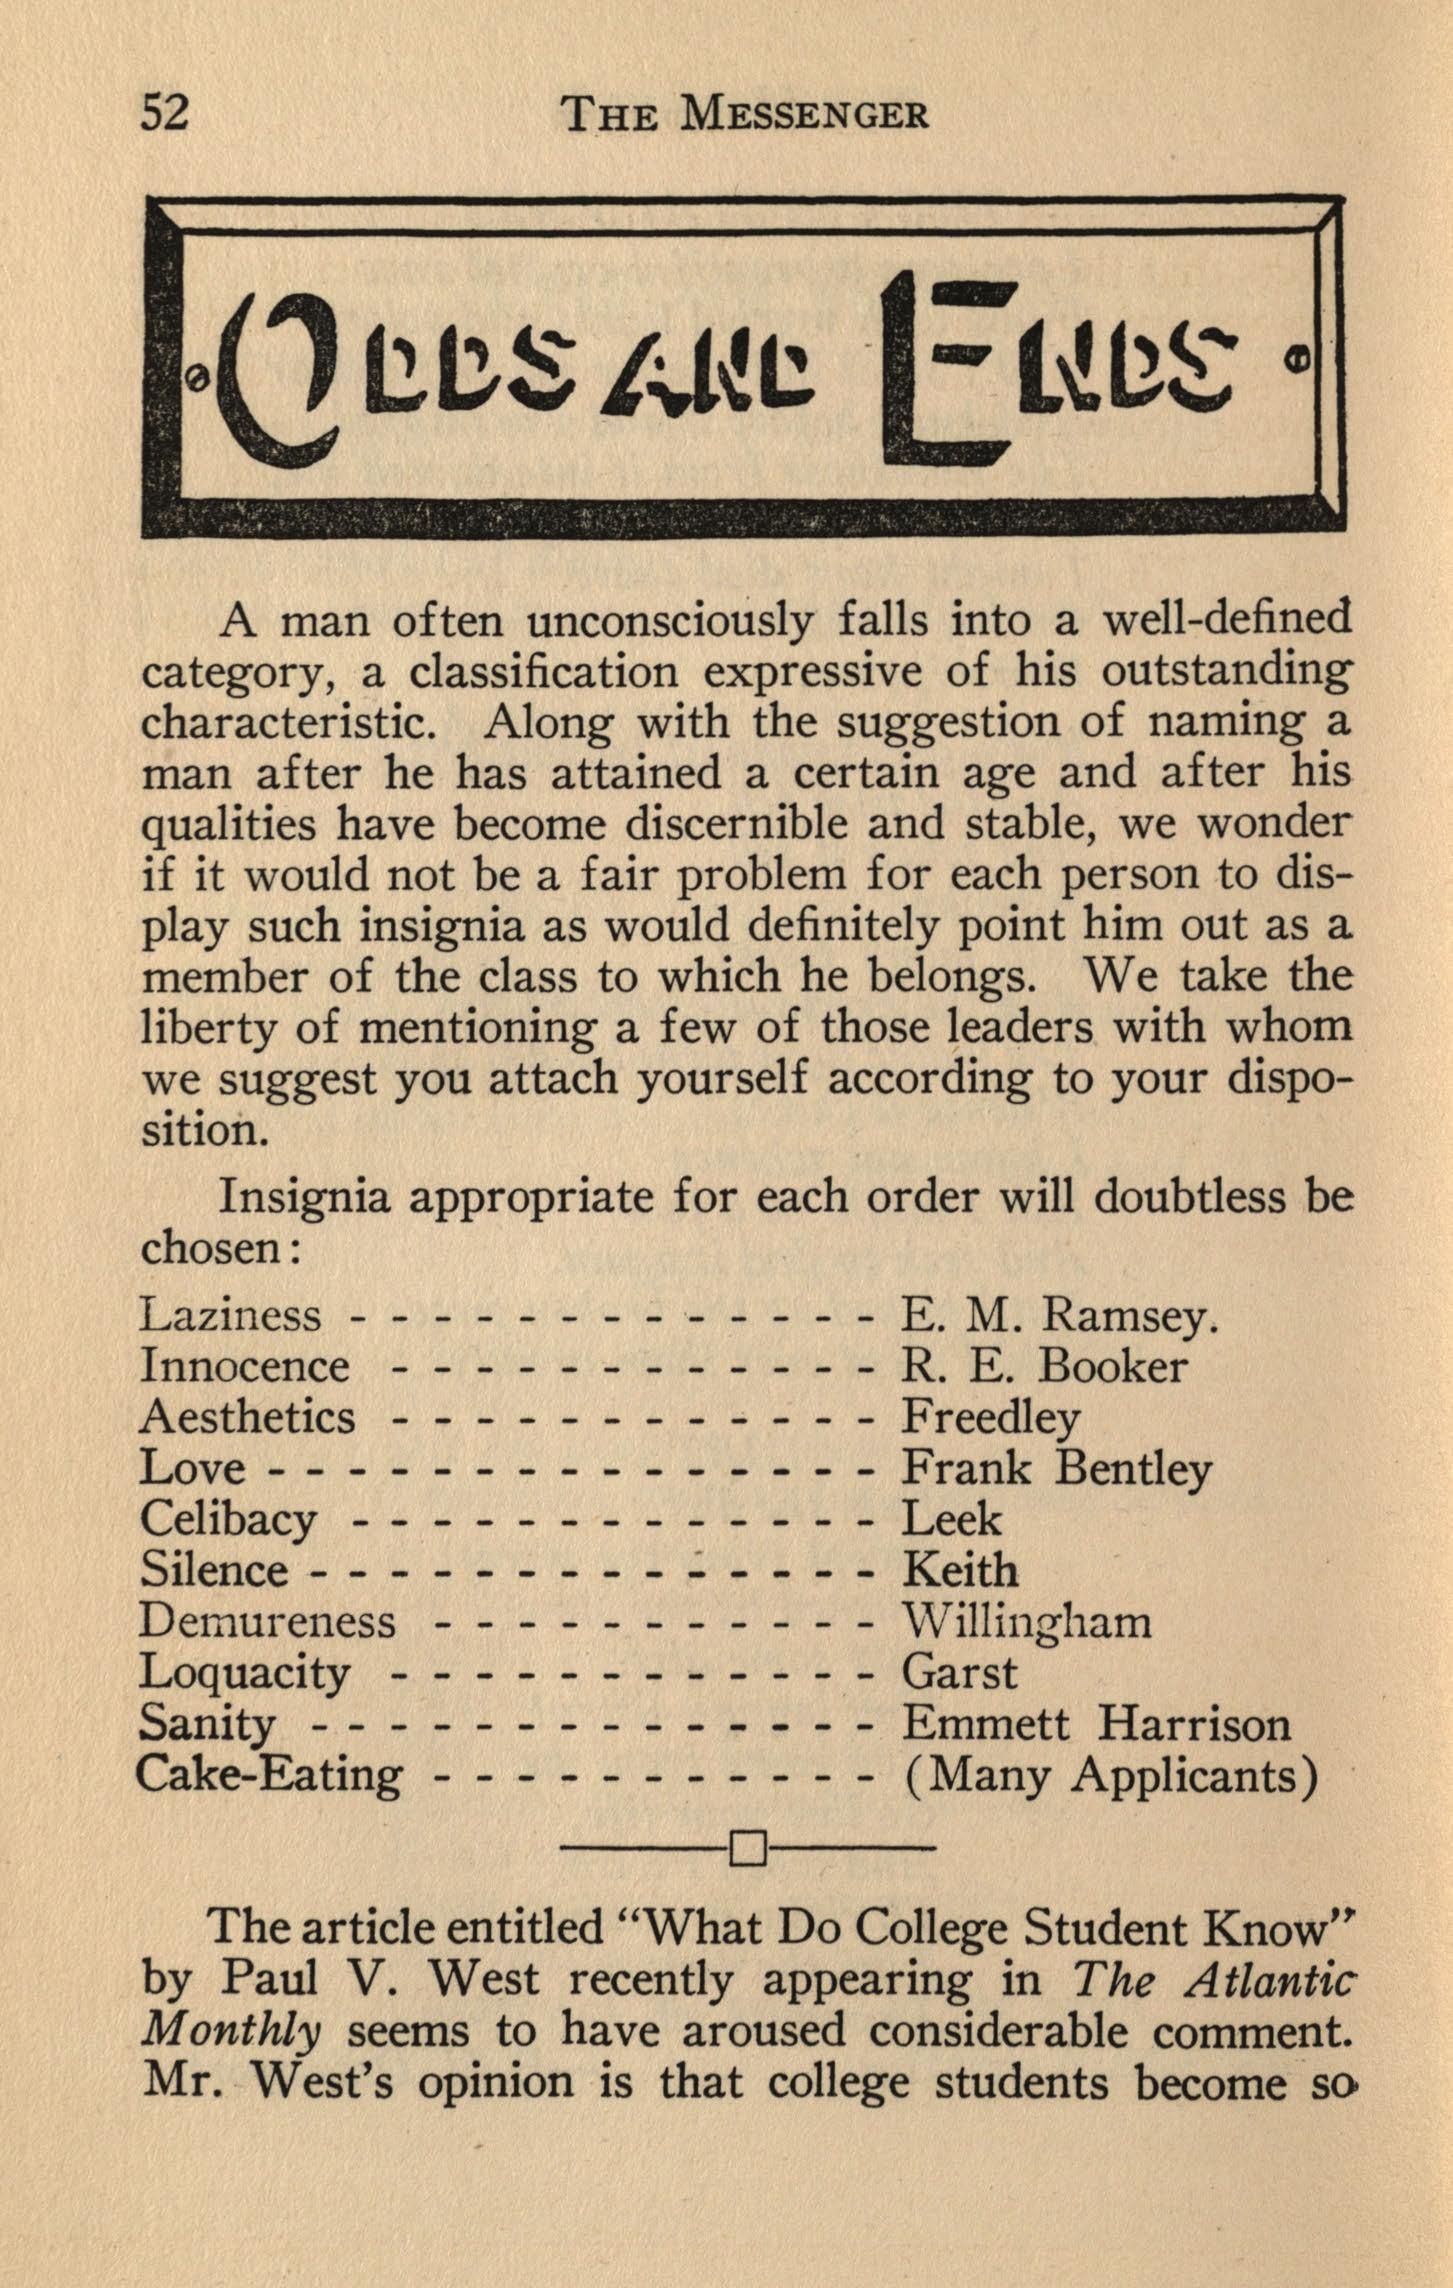 52 THE MESSENGER
ODDS AND ENDS
A man often unconsciously falls into a well-defined
category, a classification expressive of his outstanding
characteristic. Along with the suggestion of naming a
man after he has attained a certain age and after his
qualities have become discernible and stable, we wonder
if it would not be a fair problem for each person to dis-
play such insignia as would definitely point him out as a
member of the class to which he belongs. We take the
liberty of mentioning a few of those leaders with whom
we suggest you attach yourself according to your dispo-
sition.
Insignia appropriate for each order will doubtless be
chosen:
Laziness - - - - - - - - - - - - - E. M. Ramsey.
Innocence - - - - - - - - - - - - R. E. Booker
Aesthetics - - - - - - - - - - - - Freedley
Love - - - - - - - - - - - - - - - Frank Bentley
Celibacy - - - - - - - - - - - - - Leek
Silence - - - - - - - - - - - - - - Keith
Demureness - - - - - - - - - - - Willingham
Loquacity - - - - - - - - - - - - Garst
Sanity - - - - - - - - - - - - - - Emmett Harrison
Cake-Eating - - - - - - - - - - - (Many Applicants)
The article entitled "What Do College Student Know"
by Paul V. West recently appearing in The Atlantic
Monthly seems to have aroused considerable comment.
Mr. West's opinion is that college students become so